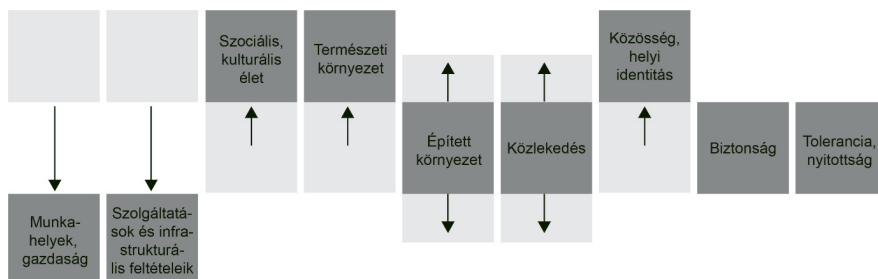 Szociális,
kulturális
élet
Természeti
környezet
Közösség,
helyi
identitás
Épített
környezet
Közlekedés
Biztonság
Tolerancia,
nyitottság
Munka-
helyek,
gazdaság
Szolgáltatá-
sok és infra-
strukturá-
lis feltételeik